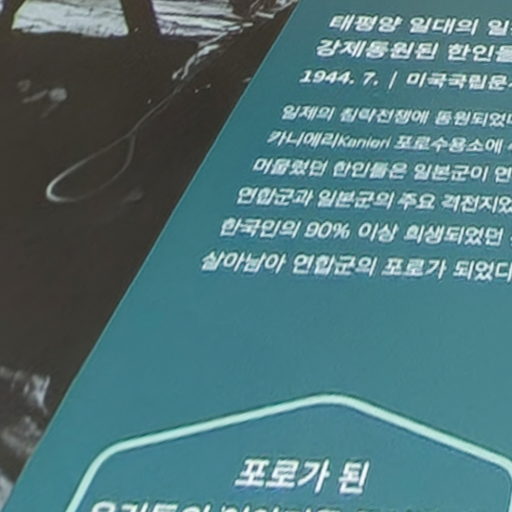 태평양 일대의
강제동원된 한인들
1944. 7. | 미국국립문
일제의 침략전쟁에 동원되었
카니에리Kanieri 포로수용소에
머물렀던 한인들은 일본군이 연
연합군과 일본군의 주요 격전지였
한국인의 90% 이상 희생되었던
살아남아 연합군의 포로가 되었다
포로가 된